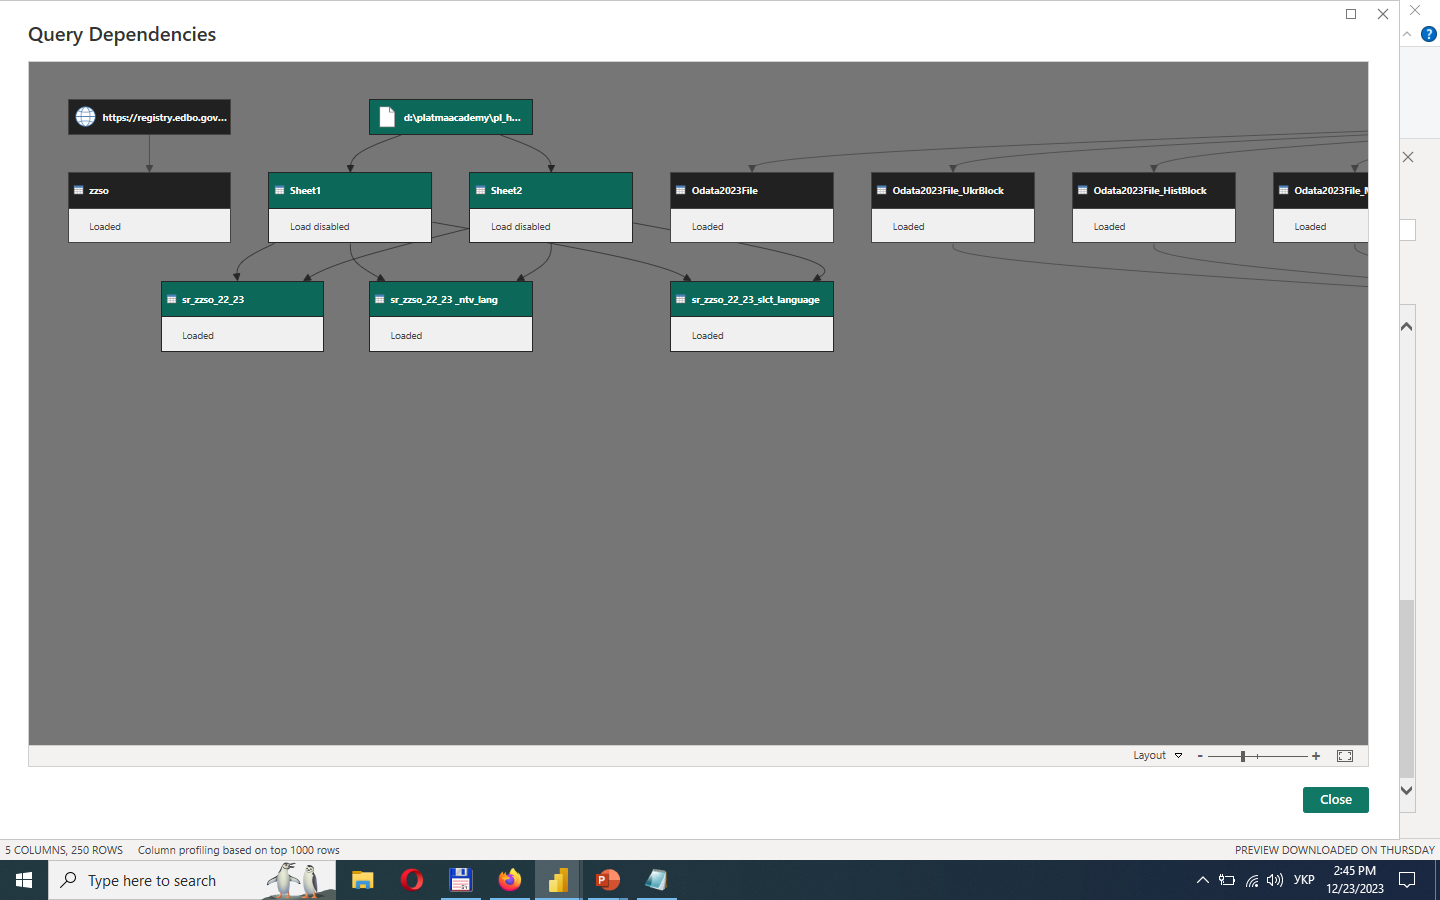 Query Dependencies
https://registry.edbo.gov...
d:\platmaacademy\pl_h...
zzso
Loaded
Sheet1
Load disabled
Sheet2
Load disabled
Odata2023File
Loaded
Odata2023File_UkrBlock
Loaded
Odata2023File_HistBlock
Loaded
Odata2023File_M
Loaded
sr_zzso_22_23
Loaded
sr_zzso_22_23 _ntv_lang
Loaded
sr_zzso_22_23_slct_language
Loaded
Layout
- +
Close
5 COLUMNS, 250 ROWS
Column profiling based on top 1000 rows
PREVIEW DOWNLOADED ON THURSDAY
Type here to search
УКР
2:45 PM
12/23/2023